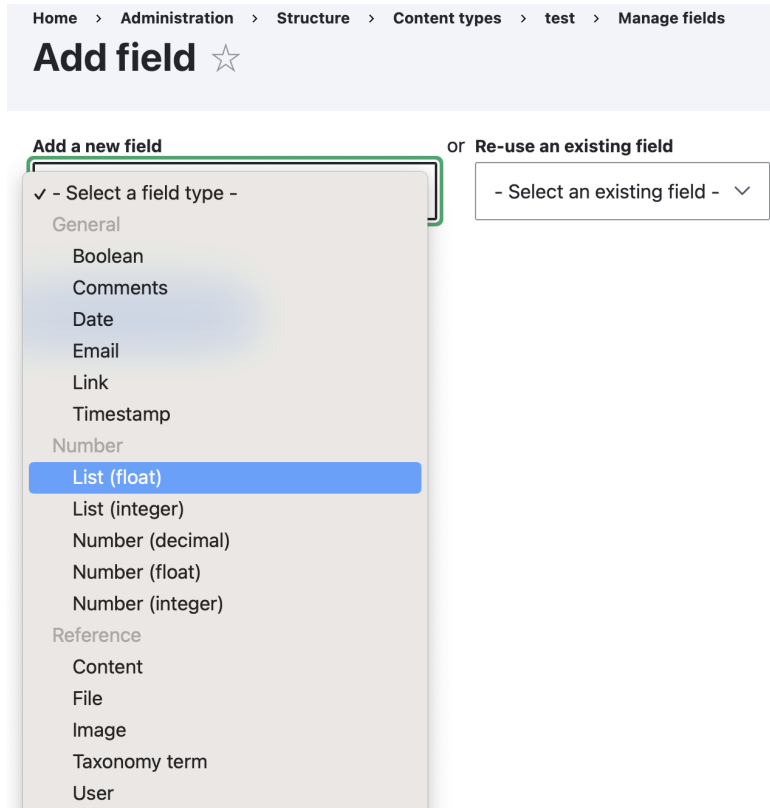 Home > Administration > Structure > Content types > test > Manage fields
Add field
Add a new field or Re-use an existing field
✓ - Select a field type -
- Select an existing field -
General
Boolean
Comments
Date
Email
Link
Timestamp
Number
List (float)
List (integer)
Number (decimal)
Number (float)
Number (integer)
Reference
Content
File
Image
Taxonomy term
User